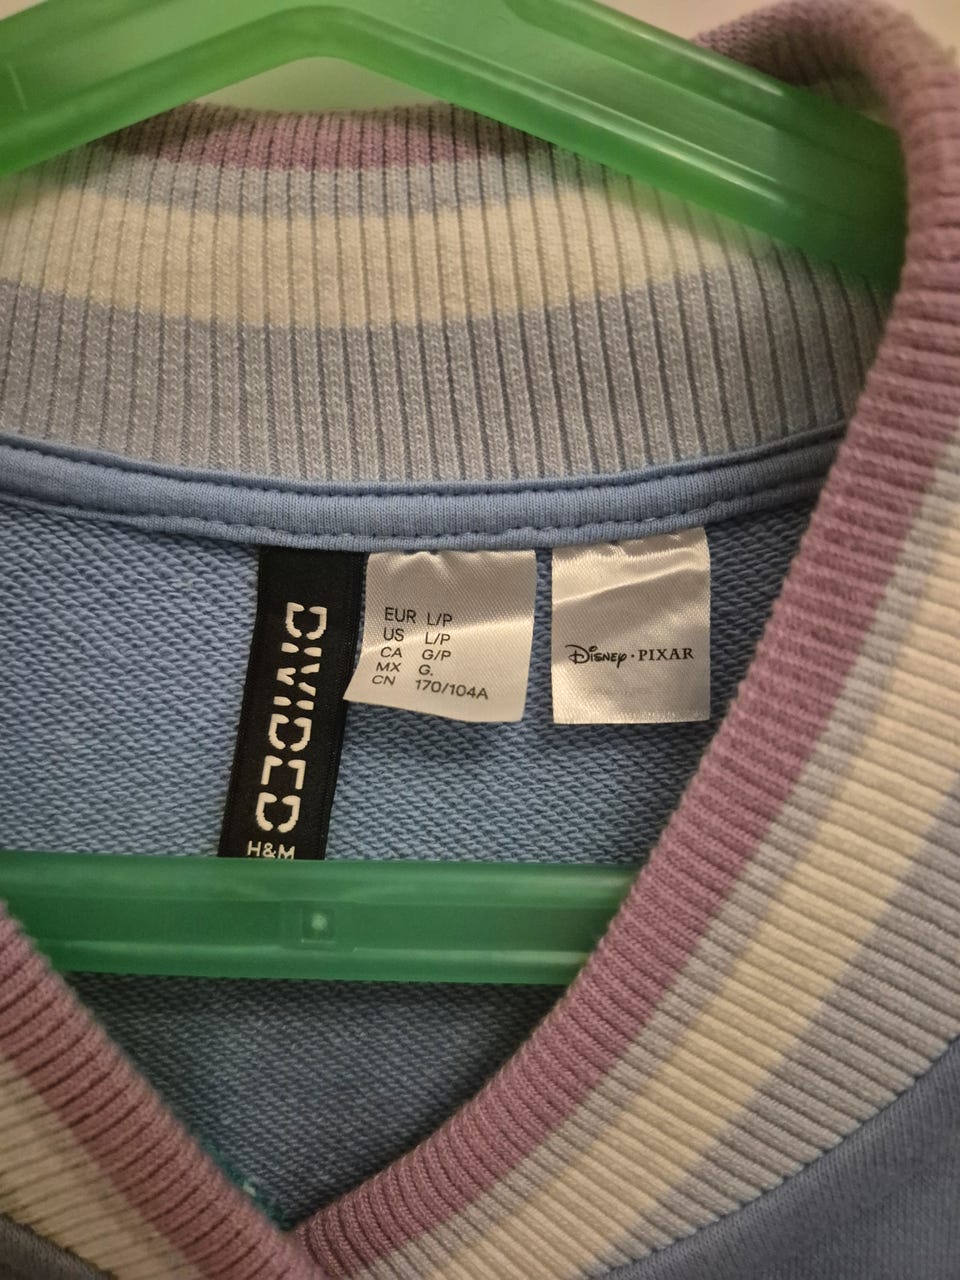 DIVIDED
H&M
EUR L/P
US L/P
CA G/P
MX G.
CN 170/104A
Disney · PIXAR